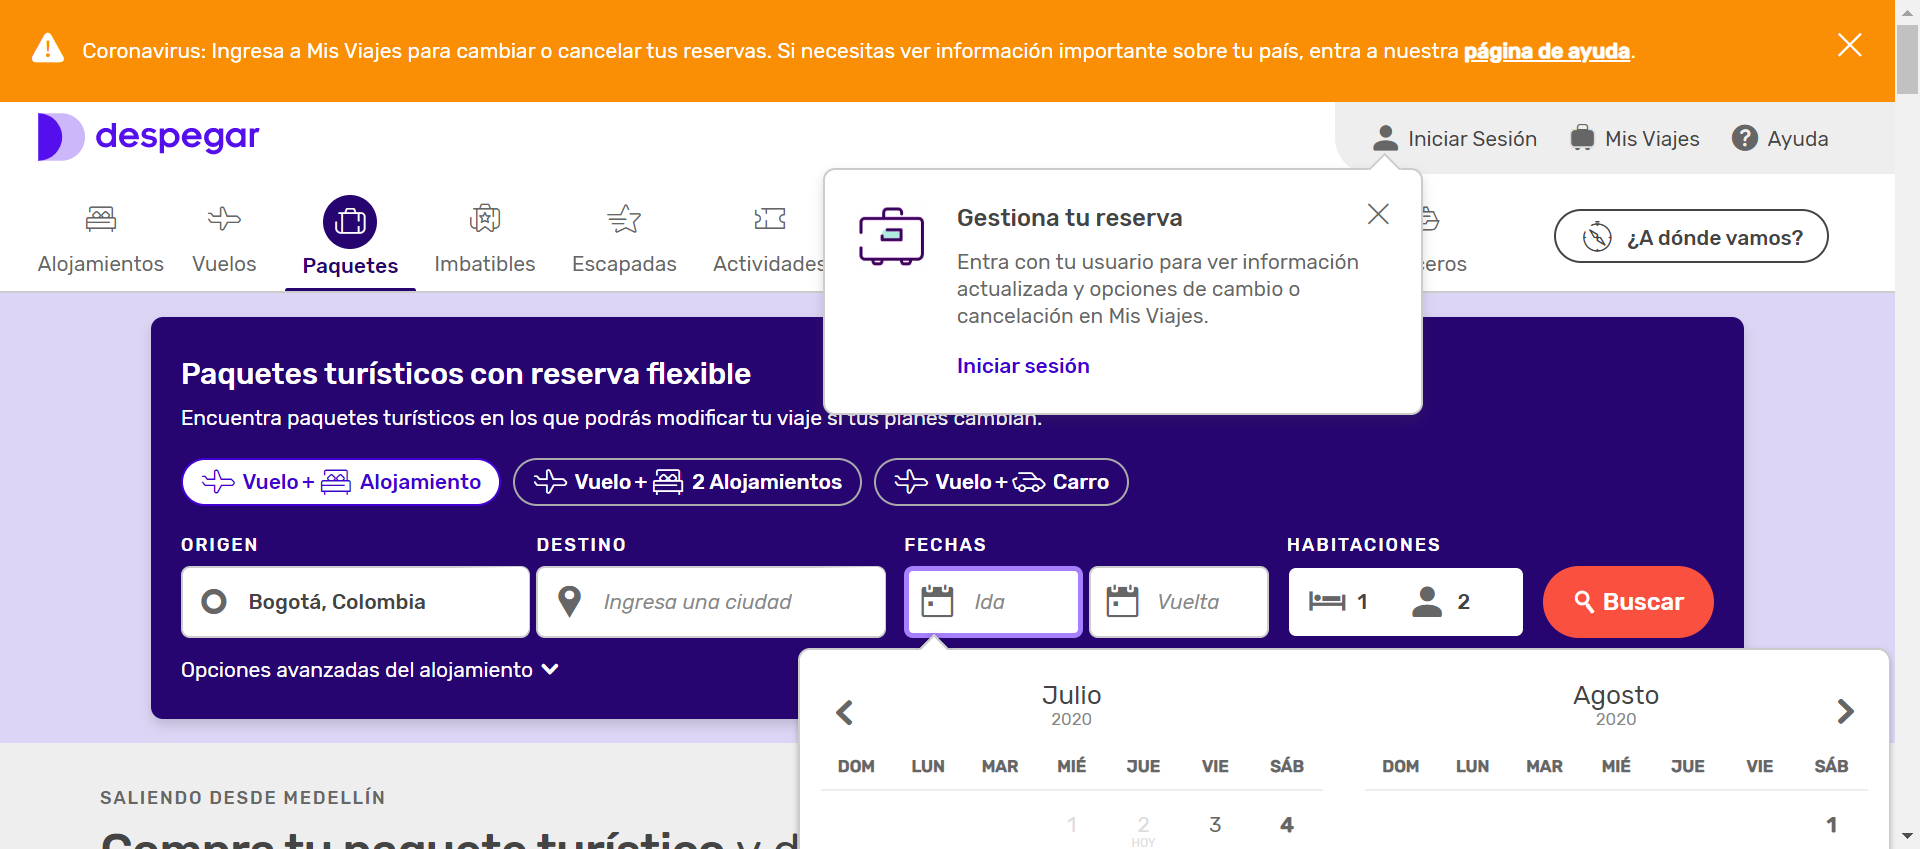 Coronavirus: Ingresa a Mis Viajes para cambiar o cancelar tus reservas. Si necesitas ver información importante sobre tu país, entra a nuestra página de ayuda.
despegar
Iniciar Sesión
Mis Viajes
Ayuda
Alojamientos
Vuelos
Paquetes
Imbatibles
Escapadas
Actividades
ceros
¿A dónde vamos?
Gestiona tu reserva
Entra con tu usuario para ver información
actualizada y opciones de cambio o
cancelación en Mis Viajes.
Iniciar sesión
Paquetes turísticos con reserva flexible
Encuentra paquetes turísticos en los que podrás modificar tu viaje si tus planes cambian.
Vuelo + Alojamiento
Vuelo + 2 Alojamientos
Vuelo + Carro
ORIGEN
DESTINO
FECHAS
HABITACIONES
Bogotá, Colombia
Ingresa una ciudad
Ida
Vuelta
1
2
Buscar
Opciones avanzadas del alojamiento
Julio
2020
DOM LUN MAR MIÉ JUE VIE SÁB
1 2 3 4
HOY
Agosto
2020
DOM LUN MAR MIÉ JUE VIE SÁB
1
SALIENDO DESDE MEDELLÍN
Compra tu paquete turístico y d